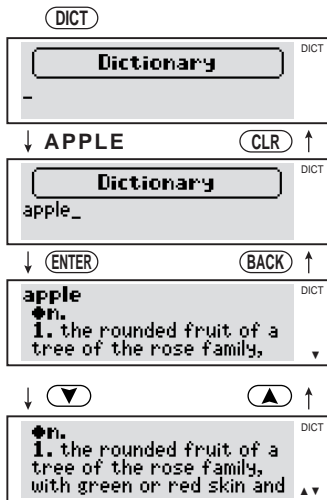 DICT
Dictionary DICT
_
APPLE CLR
Dictionary DICT
apple_
ENTER BACK
apple DICT
◆n.
1. the rounded fruit of a
tree of the rose family,
◆n. DICT
1. the rounded fruit of a
tree of the rose family,
with green or red skin and